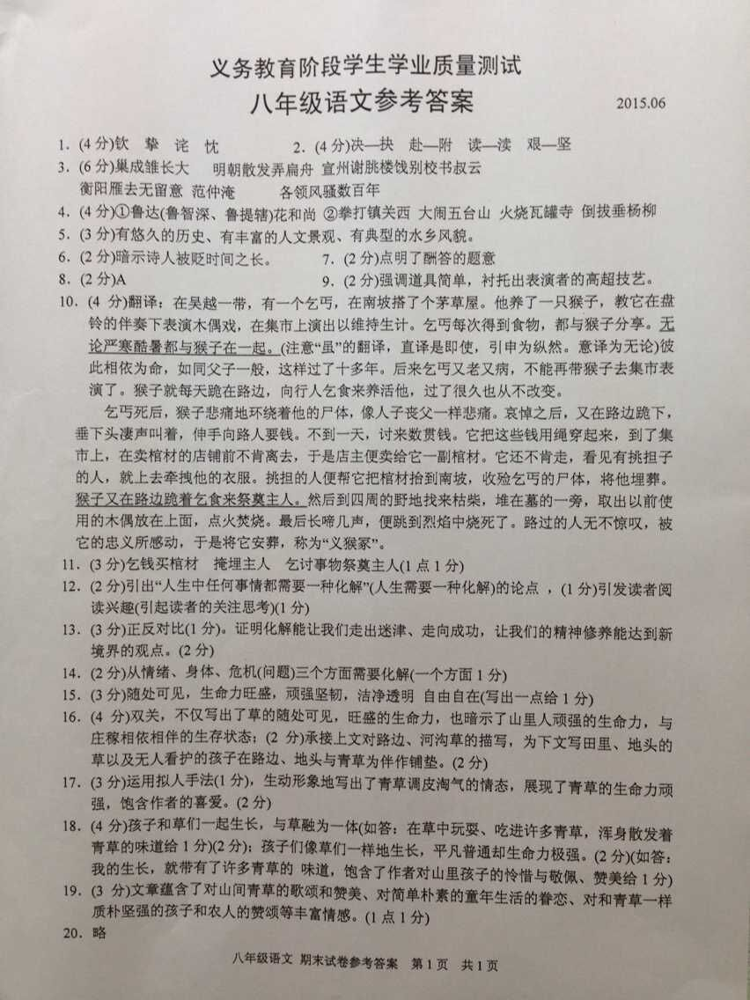 义务教育阶段学生学业质量测试
八年级语文参考答案 2015.06
1. (4 分)钦 挚 诧 忱 2. (4 分)决—抉 赴—附 读—渎 艰—坚
3. (6 分)巢成雏长大 明朝散发弄扁舟 宣州谢朓楼饯别校书叔云
衡阳雁去无留意 范仲淹 各领风骚数百年
4. (4 分)①鲁达(鲁智深、鲁提辖)花和尚 ②拳打镇关西 大闹五台山 火烧瓦罐寺 倒拔垂杨柳
5. (3 分)有悠久的历史、有丰富的人文景观、有典型的水乡风貌。
6. (2 分)暗示诗人被贬时间之长。 7. (2 分)点明了酬答的题意
8. (2 分)A 9. (2 分)强调道具简单，衬托出表演者的高超技艺。
10. (4 分)翻译：在吴越一带，有一个乞丐，在南坡搭了个茅草屋。他养了一只猴子，教它在盘
铃的伴奏下表演木偶戏，在集市上演出以维持生计。乞丐每次得到食物，都与猴子分享。无
论严寒酷暑都与猴子在一起。(注意“虽”的翻译，直译是即使，引申为纵然。意译为无论)彼
此相依为命，如同父子一般，这样过了十多年。后来乞丐又老又病，不能再带猴子去集市表
演了。猴子就每天跪在路边，向行人乞食来养活他，过了很久也从不改变。
乞丐死后，猴子悲痛地环绕着他的尸体，像人子丧父一样悲痛。哀悼之后，又在路边跪下，
垂下头凄声叫着，伸手向路人要钱。不到一天，讨来数贯钱。它把这些钱用绳穿起来，到了集
市上，在卖棺材的店铺前不肯离去，于是店主便卖给它一副棺材。它还不肯走，看见有挑担子
的人，就上去牵拽他的衣服。挑担的人便帮它把棺材抬到南坡，收殓乞丐的尸体，将他埋葬。
猴子又在路边跪着乞食来祭奠主人。然后到四周的野地找来枯柴，堆在墓的一旁，取出以前使
用的木偶放在上面，点火焚烧。最后长啼几声，便跳到烈焰中烧死了。路过的人无不惊叹，被
它的忠义所感动，于是将它安葬，称为“义猴冢”。
11. (3 分)乞钱买棺材 掩埋主人 乞讨事物祭奠主人(1 点 1 分)
12. (2 分)引出“人生中任何事情都需要一种化解”(人生需要一种化解)的论点 ，(1 分)引发读者阅
读兴趣(引起读者的关注思考)(1 分)
13. (3 分)正反对比(1 分)。证明化解能让我们走出迷津、走向成功，让我们的精神修养能达到新
境界的观点。(2 分)
14. (2 分)从情绪、身体、危机(问题)三个方面需要化解(一个方面 1 分)
15. (3 分)随处可见，生命力旺盛，顽强坚韧，洁净透明 自由自在(写出一点给 1 分)
16. (4 分)双关，不仅写出了草的随处可见，旺盛的生命力，也暗示了山里人顽强的生命力，与
庄稼相依相伴的生存状态；(2 分)承接上文对路边、河沟草的描写，为下文写田里、地头的
草以及无人看护的孩子在路边、地头与青草为伴作铺垫。(2 分)
17. (3 分)运用拟人手法(1 分)，生动形象地写出了青草调皮淘气的情态，展现了青草的生命力顽
强，饱含作者的喜爱。(2 分)
18. (4 分)孩子和草们一起生长，与草融为一体(如答：在草中玩耍、吃进许多青草，浑身散发着
青草的味道给 1 分)(2 分)；孩子们像草们一样地生长，平凡普通却生命力极强。(2 分)(如答：
我的生长，就带有了许多青草的 味道，饱含了作者对山里孩子的怜惜与敬佩、赞美给 1 分)
19. (3 分)文章蕴含了对山间青草的歌颂和赞美、对简单朴素的童年生活的眷恋、对和青草一样
质朴坚强的孩子和农人的赞颂等丰富情感。(1 点 1 分)
20. 略
八年级语文 期末试卷参考答案 第 1 页 共 1 页